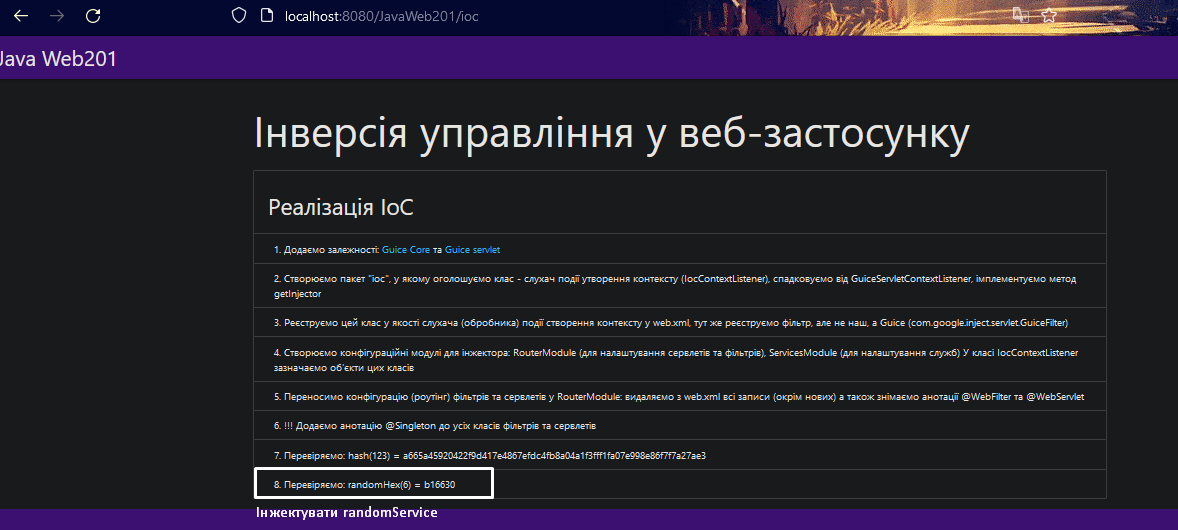 localhost:8080/JavaWeb201/ioc
Java Web201
Інверсія управління у веб-застосунку
Реалізація IoC
1. Додаємо залежності: Guice Core та Guice servlet
2. Створюємо пакет "ioc", у якому оголошуємо клас - слухач події утворення контексту (IocContextListener), спадковуємо від GuiceServletContextListener, імплементуємо метод
getInjector
3. Реєструємо цей клас у якості слухача (обробника) події створення контексту у web.xml, тут же реєструємо фільтр, але не наш, а Guice (com.google.inject.servlet.GuiceFilter)
4. Створюємо конфігураційні модулі для інжектора: RouterModule (для налаштування сервлетів та фільтрів), ServicesModule (для налаштування служб) У класі IocContextListener
зазначаємо об'єкти цих класів
5. Переносимо конфігурацію (роутінг) фільтрів та сервлетів у RouterModule: видаляємо з web.xml всі записи (окрім нових) а також знімаємо анотації @WebFilter та @WebServlet
6. !!! Додаємо анотацію @Singleton до усіх класів фільтрів та сервлетів
7. Перевіряємо: hash(123) = a665a45920422f9d417e4867efdc4fb8a04a1f3fff1fa07e998e86f7f7a27ae3
8. Перевіряємо: randomHex(6) = b16630
Інжектувати randomService